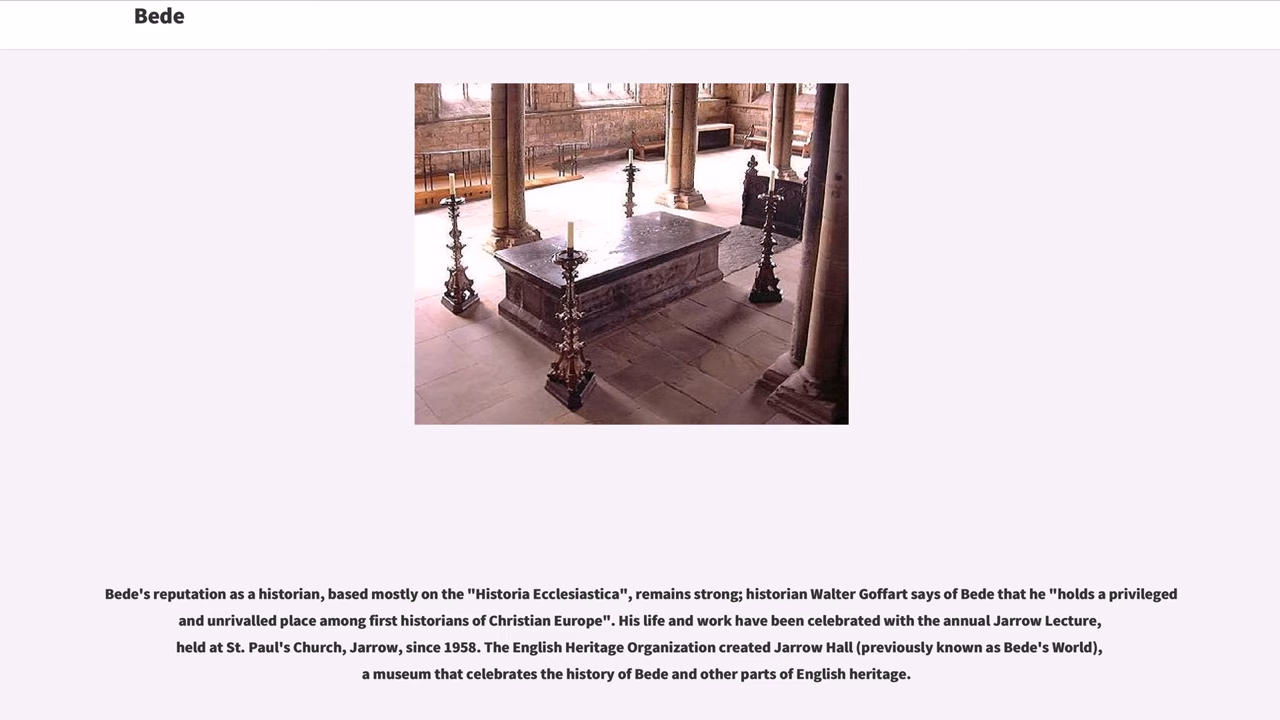 Bede
Bede's reputation as a historian, based mostly on the "Historia Ecclesiastica", remains strong; historian Walter Goffart says of Bede that he "holds a privileged
and unrivalled place among first historians of Christian Europe". His life and work have been celebrated with the annual Jarrow Lecture,
held at St. Paul's Church, Jarrow, since 1958. The English Heritage Organization created Jarrow Hall (previously known as Bede's World),
a museum that celebrates the history of Bede and other parts of English heritage.